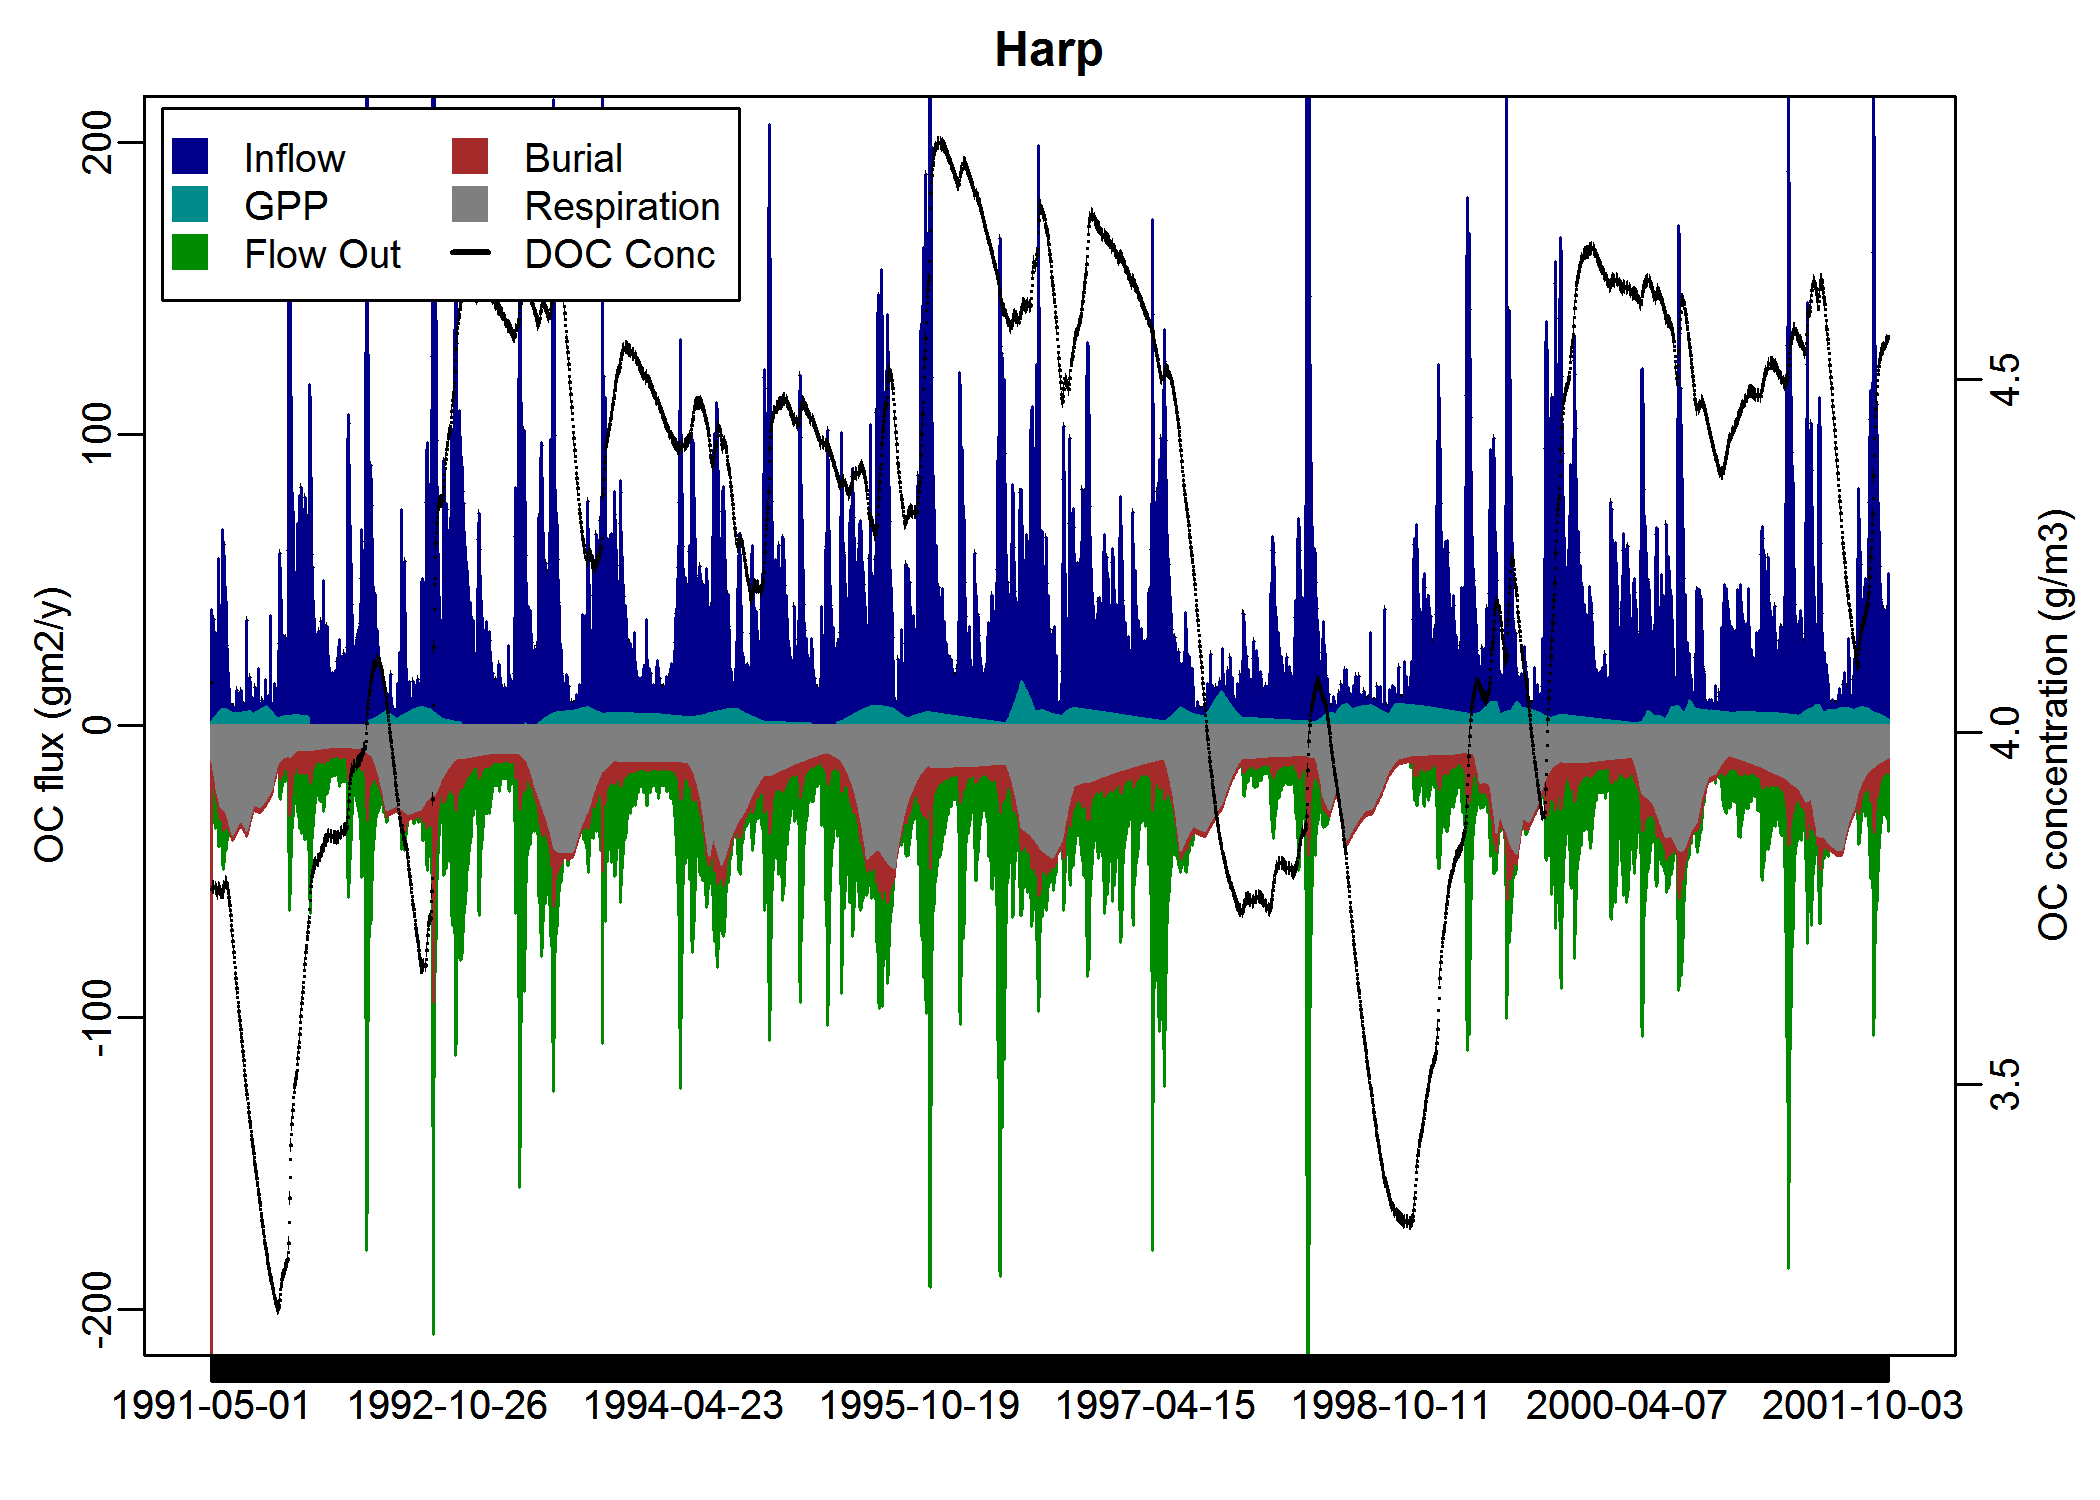 Harp
200
100
0
-100
-200
OC flux (gm2/y)
Inflow
GPP
Flow Out
Burial
Respiration
DOC Conc
4.5
4.0
3.5
OC concentration (g/m3)
1991-05-01 1992-10-26 1994-04-23 1995-10-19 1997-04-15 1998-10-11 2000-04-07 2001-10-03